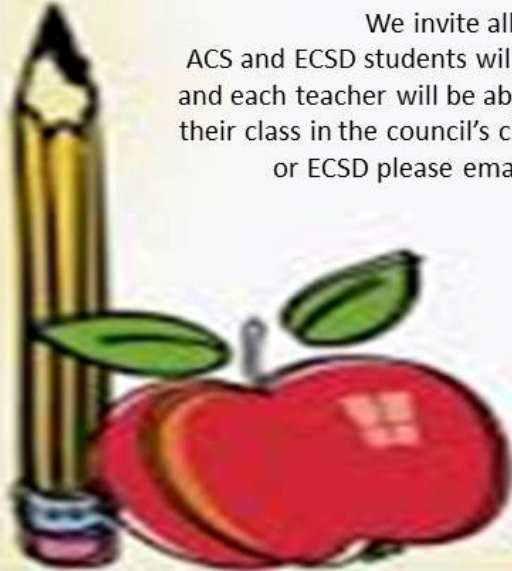 We invite all
ACS and ECSD students wil
and each teacher will be ab
their class in the council's c
or ECSD please ema